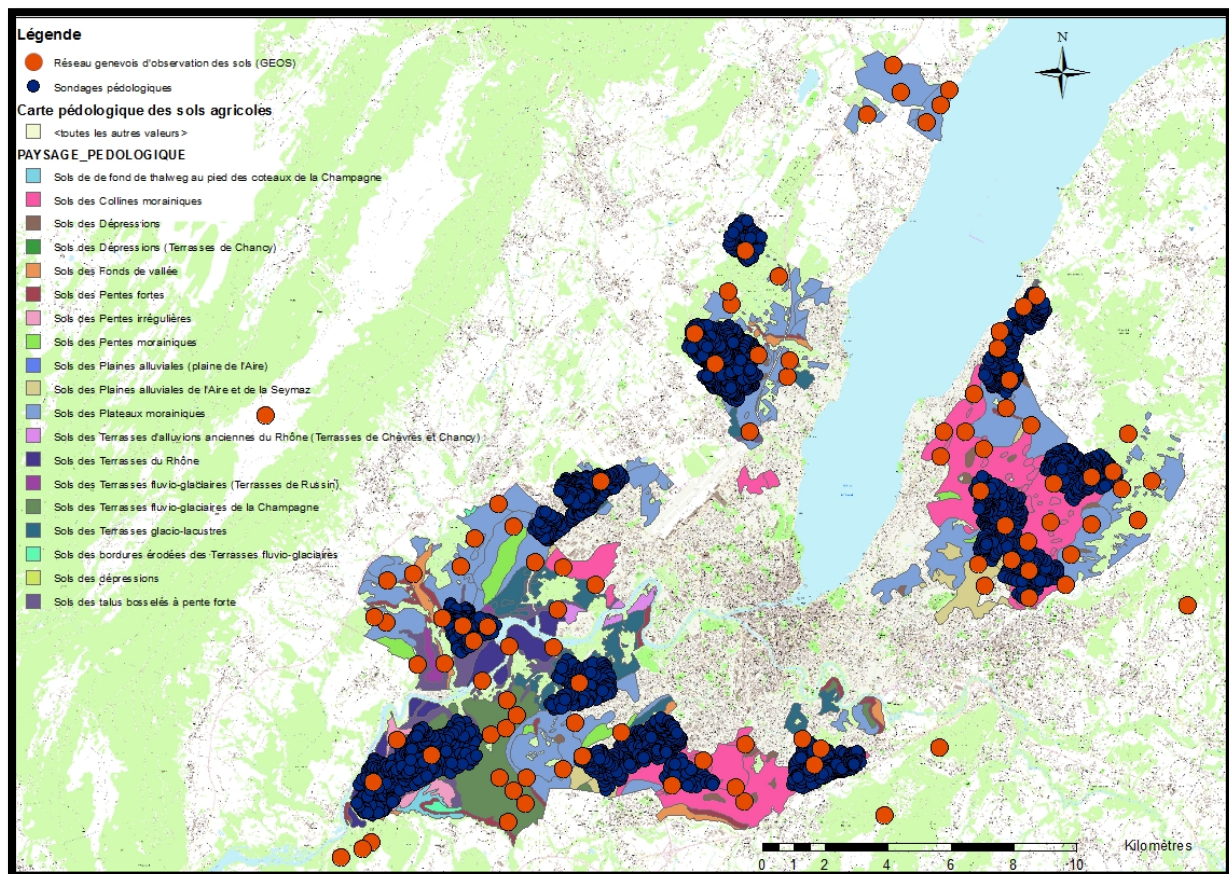 Légende
Réseau genevois d'observation des sols (GEOS)
Sondages pédologiques
Carte pédologique des sols agricoles
<toutes les autres valeurs>
PAYSAGE_PEDOLOGIQUE
Sols de de fond de thalweg au pied des coteaux de la Champagne
Sols des Collines morainiques
Sols des Dépressions
Sols des Dépressions (Terrasses de Chancy)
Sols des Fonds de vallée
Sols des Pentes fortes
Sols des Pentes irrégulières
Sols des Pentes morainiques
Sols des Plaines alluviales (plaine de l'Aire)
Sols des Plaines alluviales de l'Aire et de la Seymaz
Sols des Plateaux morainiques
Sols des Terrasses d'alluvions anciennes du Rhône (Terrasses de Chèvres et Chancy)
Sols des Terrasses du Rhône
Sols des Terrasses fluvio-glaciaires (Terrasses de Russin)
Sols des Terrasses fluvio-glaciaires de la Champagne
Sols des Terrasses glacio-lacustres
Sols des bordures érodées des Terrasses fluvio-glaciaires
Sols des dépressions
Sols des talus bosselés à pente forte
N
Kilomètres
0 1 2 4 6 8 10